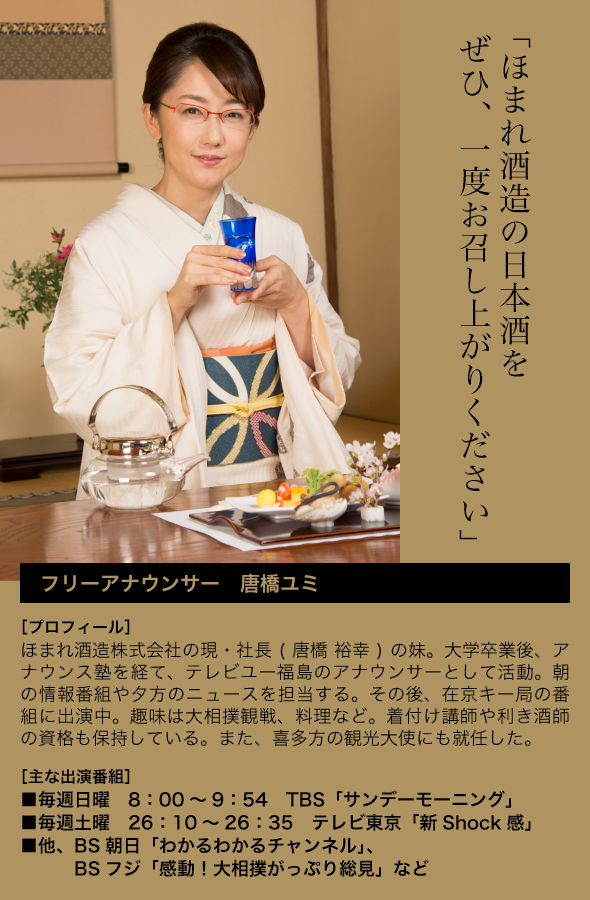 「ほまれ酒造の日本酒を
ぜひ、一度お召し上がりください」
フリーアナウンサー　唐橋ユミ
[プロフィール]
ほまれ酒造株式会社の現・社長 ( 唐橋 裕幸 ) の妹。大学卒業後、ア
ナウンス塾を経て、テレビユー福島のアナウンサーとして活動。朝
の情報番組や夕方のニュースを担当する。その後、在京キー局の番
組に出演中。趣味は大相撲観戦、料理など。着付け講師や利き酒師
の資格も保持している。また、喜多方の観光大使にも就任した。
[主な出演番組]
■毎週日曜　8：00 〜 9：54　TBS「サンデーモーニング」
■毎週土曜　26：10 〜 26：35　テレビ東京「新 Shock 感」
■他、BS 朝日「わかるわかるチャンネル」、
BS フジ「感動！大相撲がっぷり総見」など